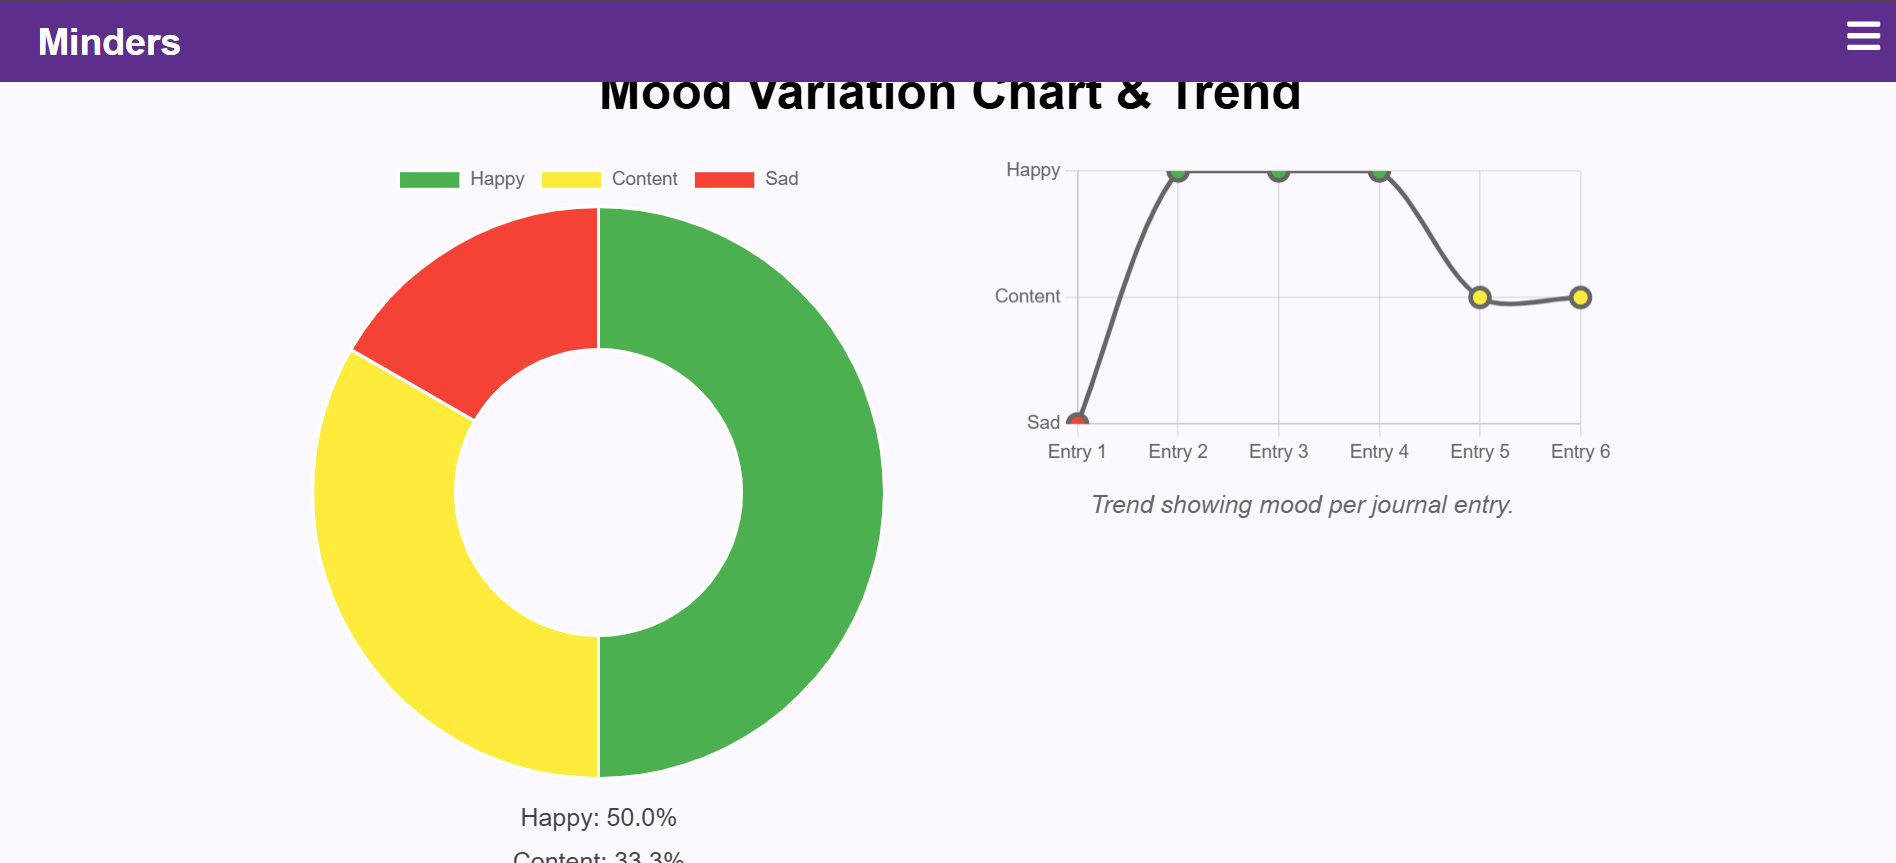 Minders
Mood Variation Chart & Trend
Happy Content Sad
Happy
Content
Sad
Entry 1 Entry 2 Entry 3 Entry 4 Entry 5 Entry 6
Trend showing mood per journal entry.
Happy: 50.0%
Content: 33.3%